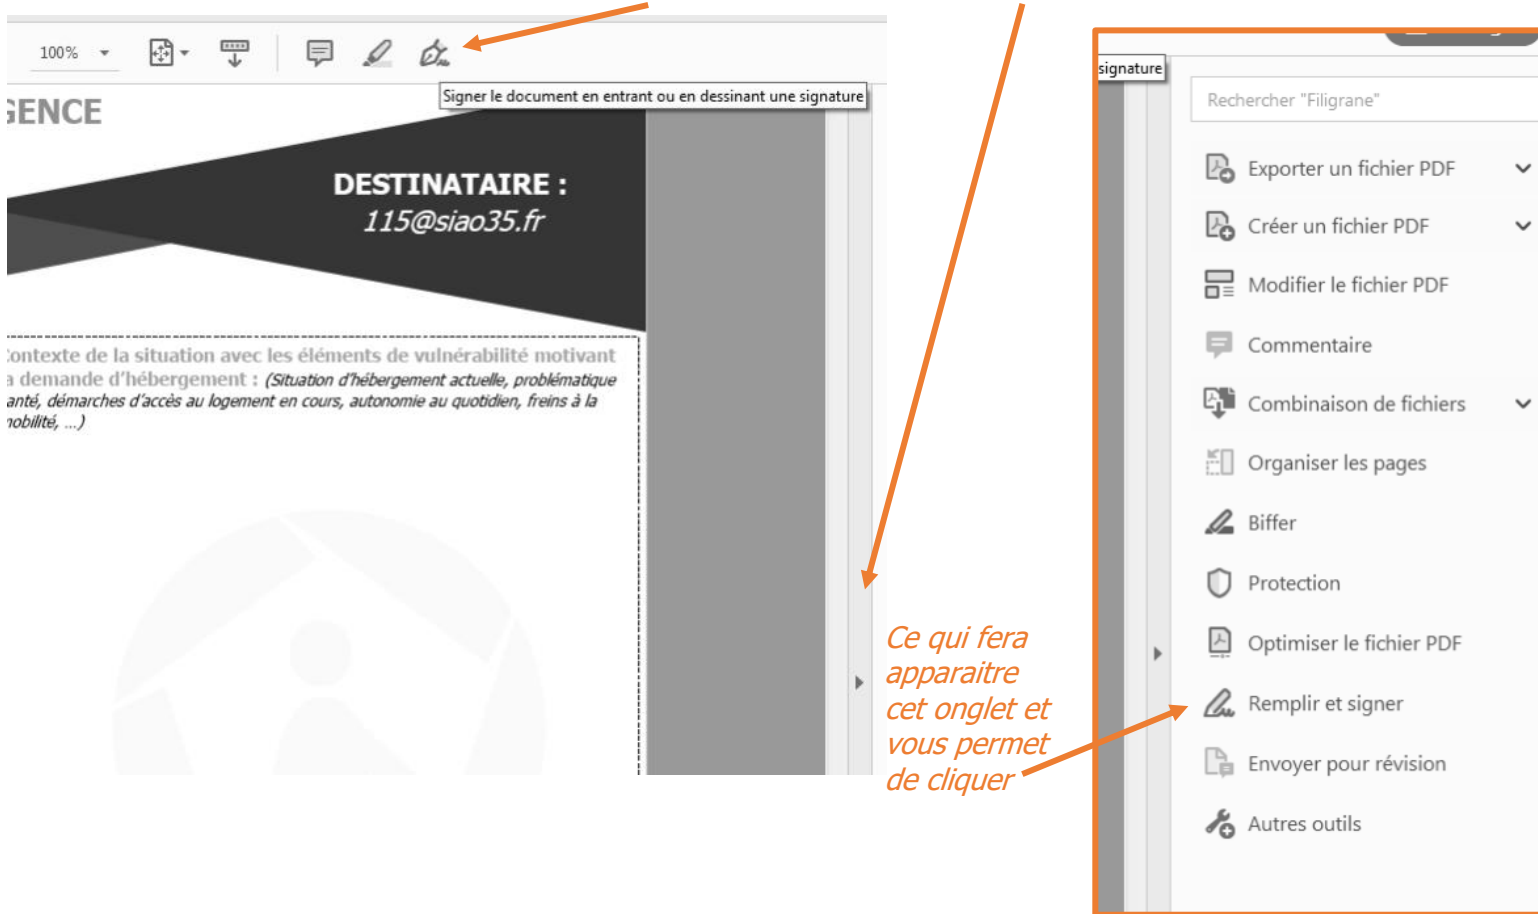 100%
Signer le document en entrant ou en dessinant une signature
GENCE
DESTINATAIRE :
115@siao35.fr
contexte de la situation avec les éléments de vulnérabilité motivant
a demande d'hébergement : (Situation d'hébergement actuelle, problématique
anté, démarches d'accès au logement en cours, autonomie au quotidien, freins à la
nobilité, ...)
Ce qui fera
apparaitre
cet onglet et
vous permet
de cliquer
signature
Rechercher "Filigrane"
Exporter un fichier PDF
Créer un fichier PDF
Modifier le fichier PDF
Commentaire
Combinaison de fichiers
Organiser les pages
Biffer
Protection
Optimiser le fichier PDF
Remplir et signer
Envoyer pour révision
Autres outils